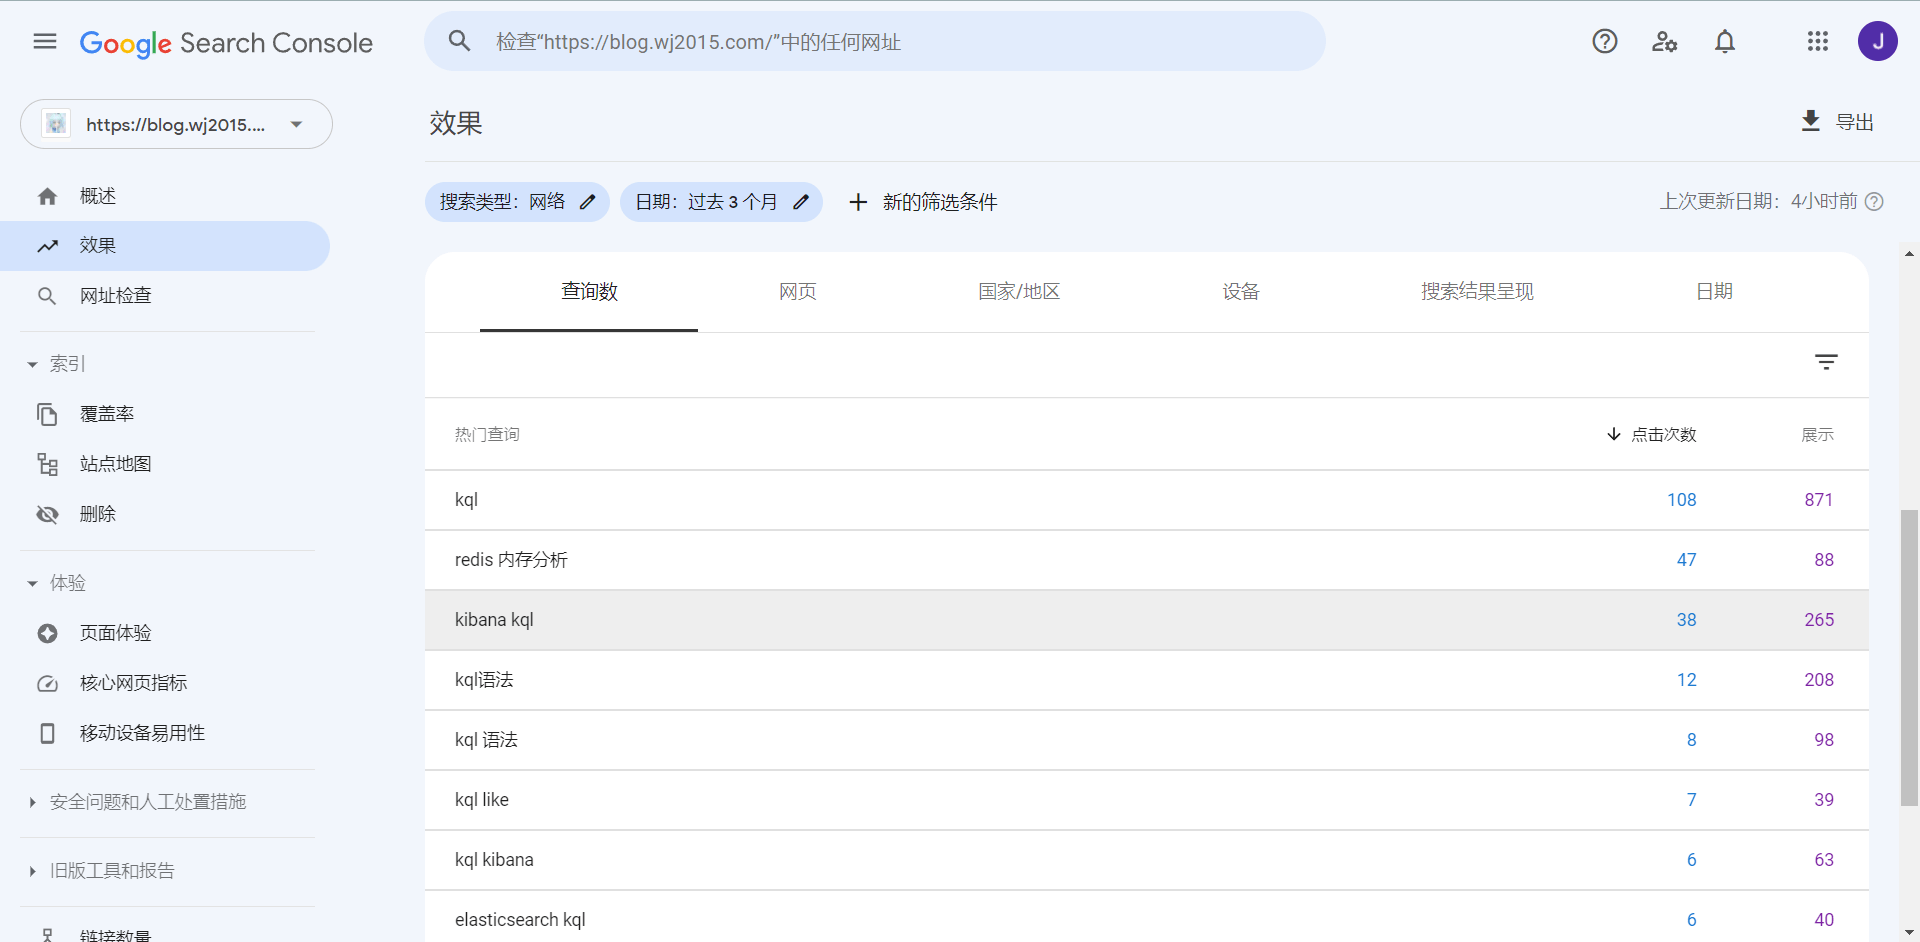 Google Search Console
检查“https://blog.wj2015.com/”中的任何网址
J
https://blog.wj2015....
效果
导出
概述
效果
网址检查
索引
覆盖率
站点地图
删除
体验
页面体验
核心网页指标
移动设备易用性
安全问题和人工处置措施
旧版工具和报告
链接数量
搜索类型：网络
日期：过去 3 个月
新的筛选条件
上次更新日期：4小时前
查询数 网页 国家/地区 设备 搜索结果呈现 日期
热门查询 点击次数 展示
kql 108 871
redis 内存分析 47 88
kibana kql 38 265
kql语法 12 208
kql 语法 8 98
kql like 7 39
kql kibana 6 63
elasticsearch kql 6 40